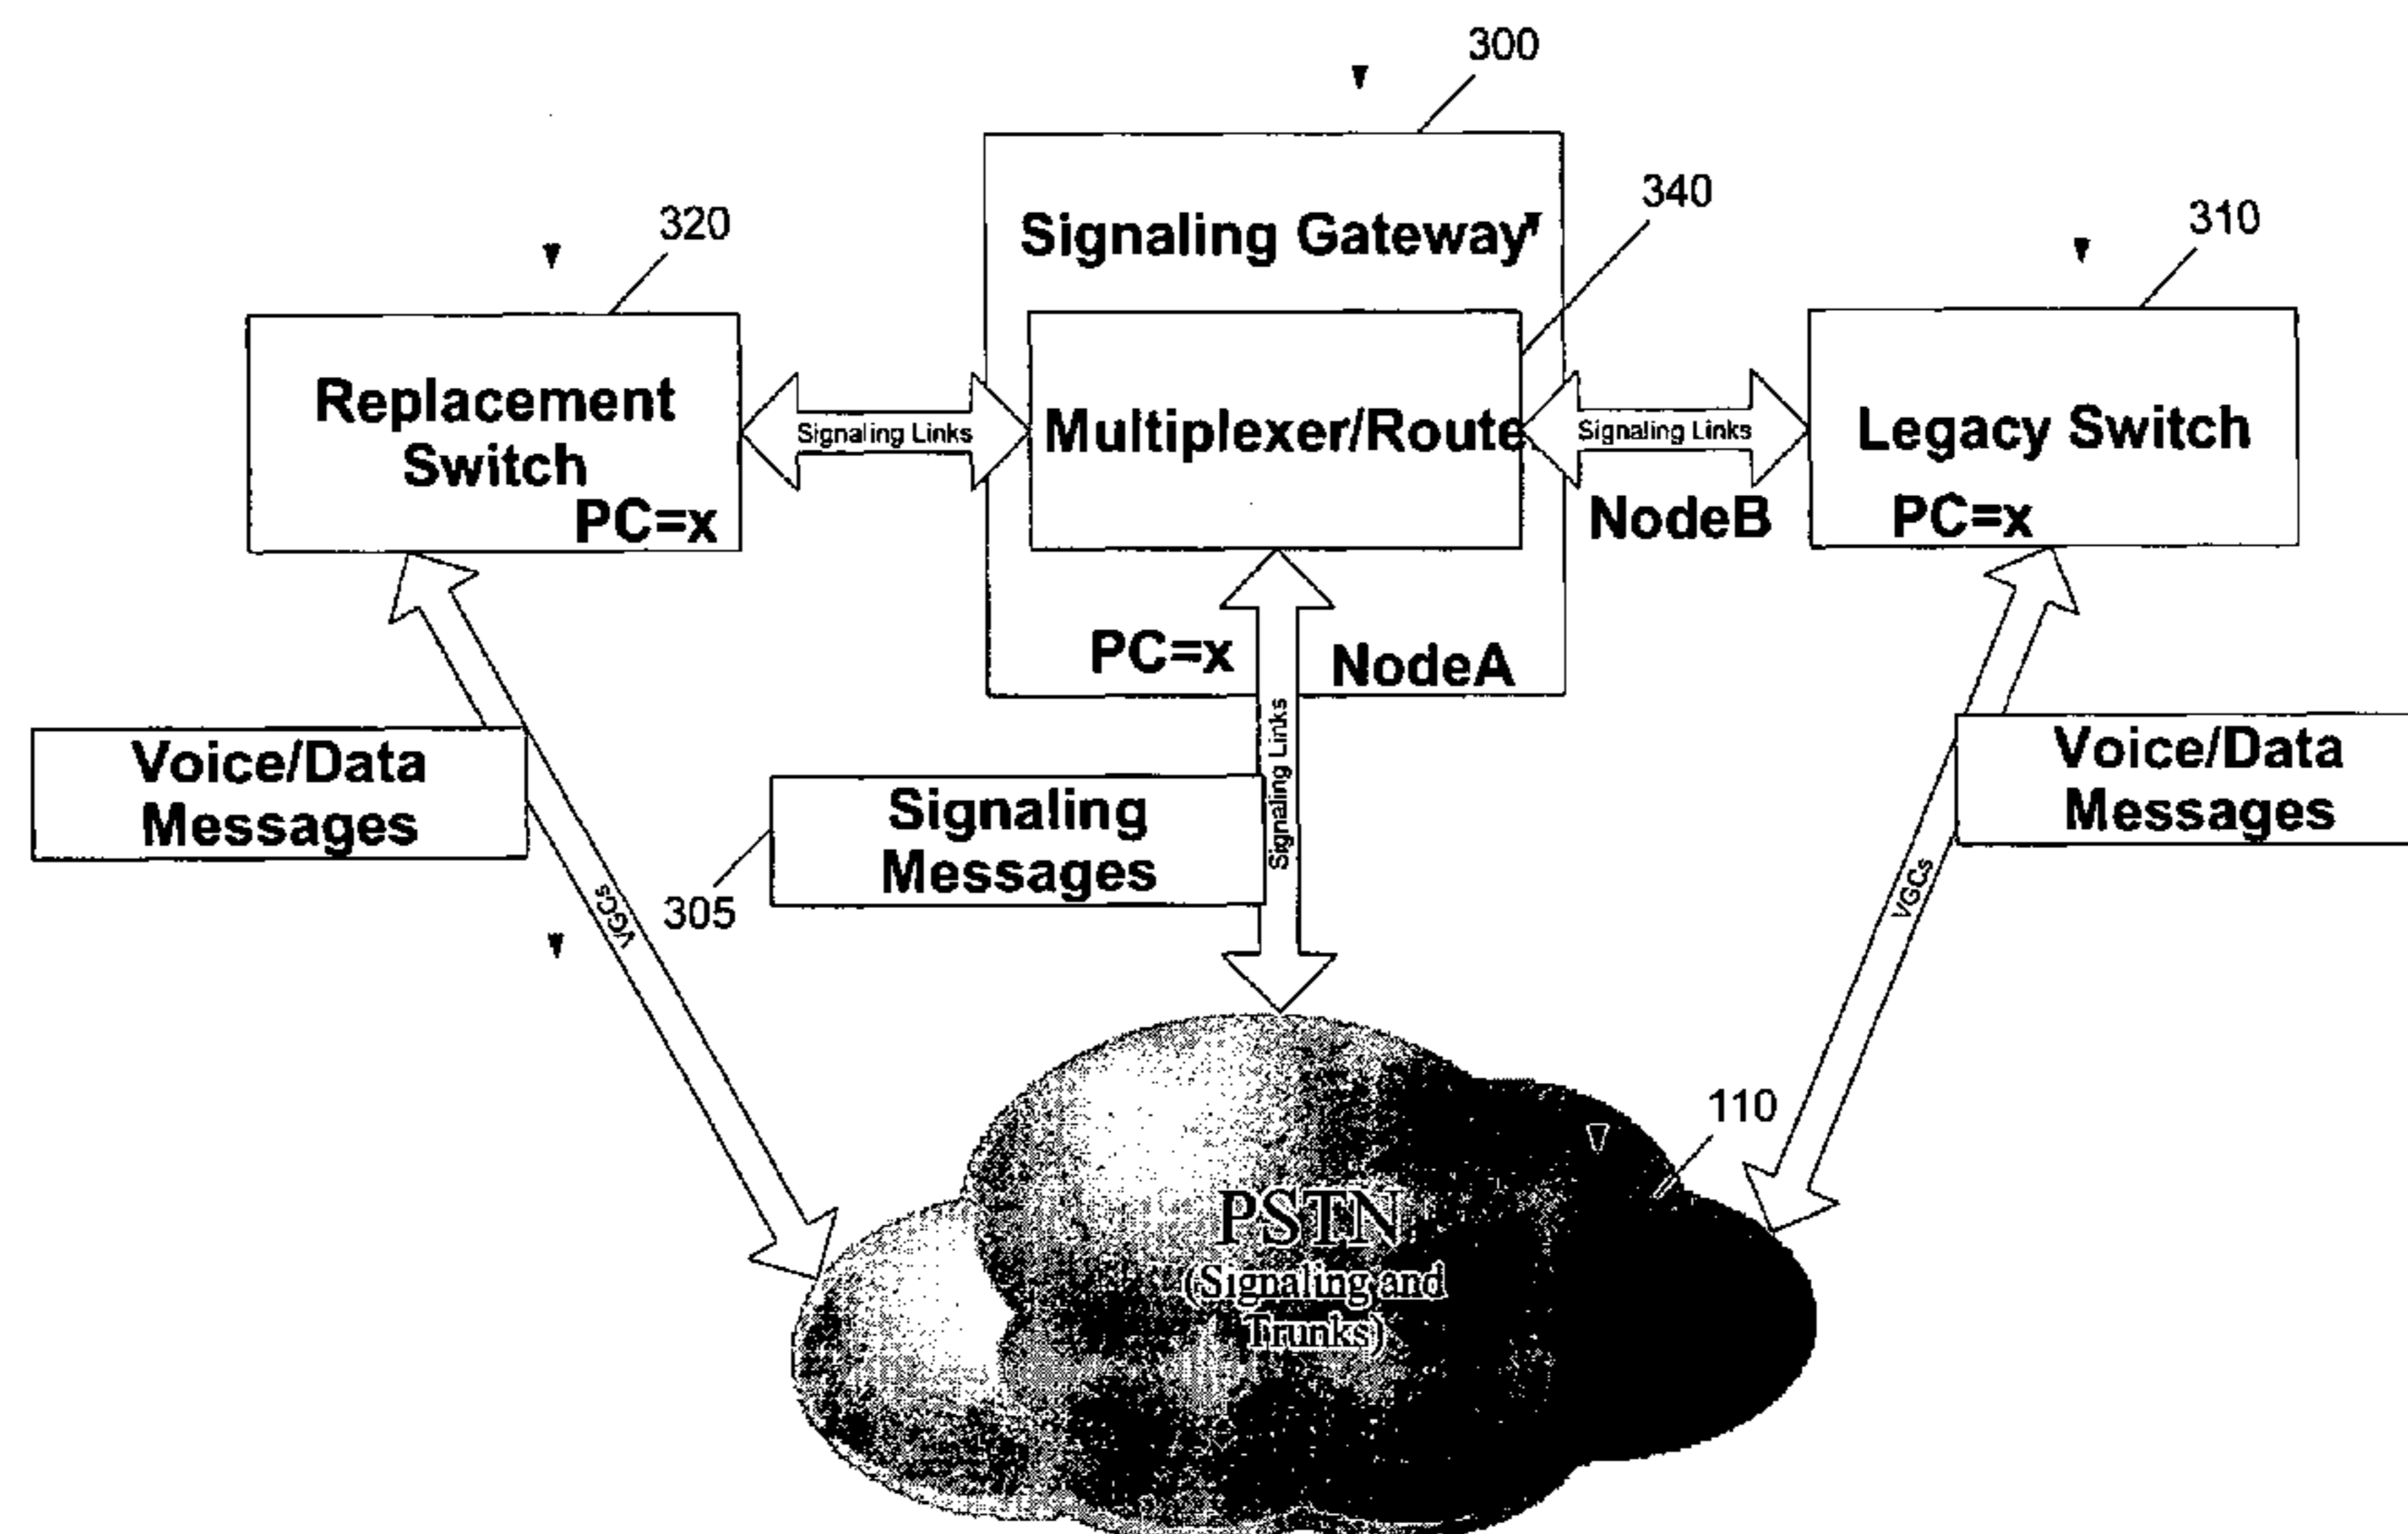 300
340
320
310
Signaling Gateway
Replacement
Switch
PC=x
Signaling Links
Multiplexer/Route
Signaling Links
Legacy Switch
PC=x
NodeB
PC=x
NodeA
Voice/Data
Messages
Signaling
Messages
Signaling Links
Voice/Data
Messages
305
VGCs
VGCs
110
PSTN
(Signaling and
Trunks)